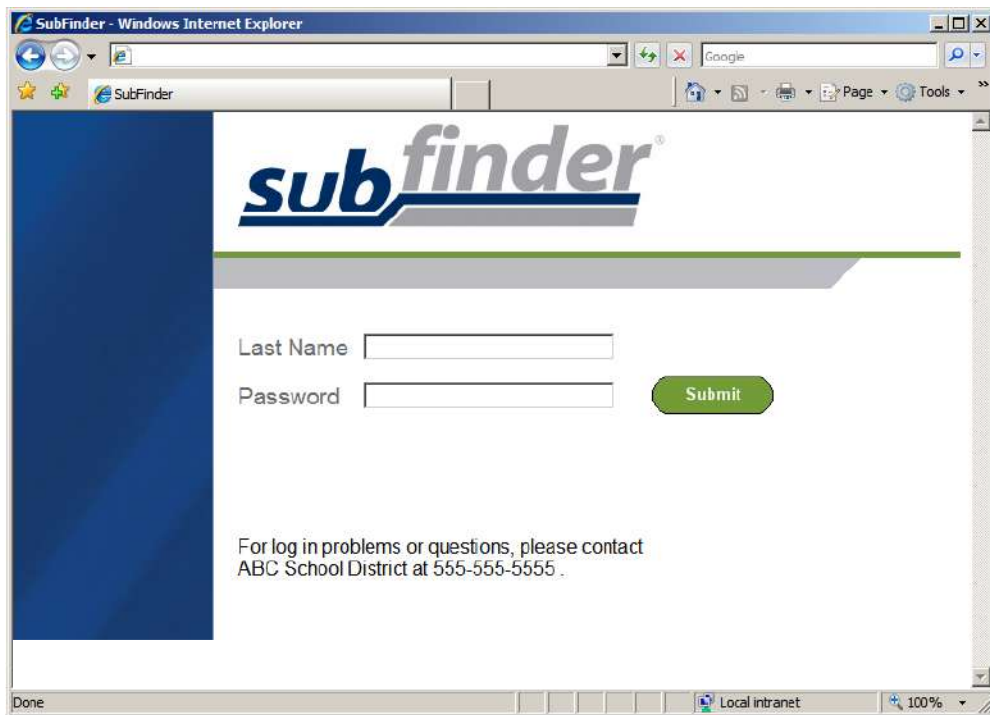 SubFinder - Windows Internet Explorer
Google
SubFinder
Page Tools »
subfinder®
Last Name
Password
Submit
For log in problems or questions, please contact
ABC School District at 555-555-5555 .
Done
Local intranet
100%